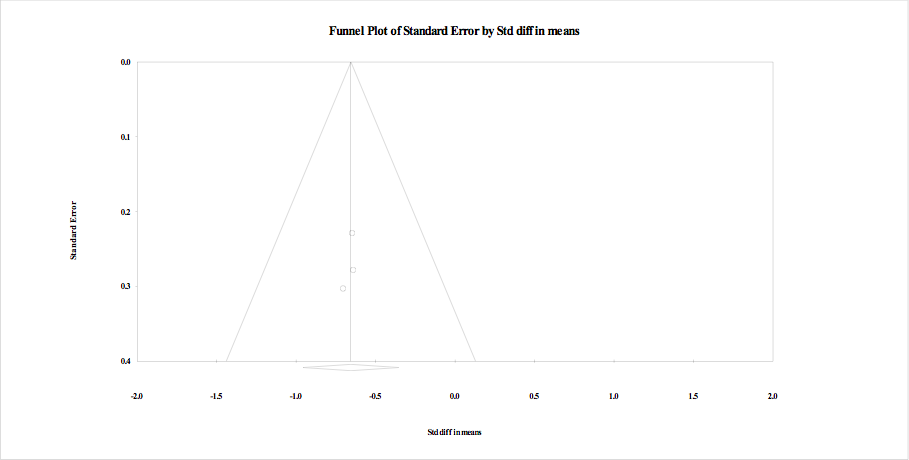 Funnel Plot of Standard Error by Std diff in means
0.0
0.1
0.2
0.3
0.4
Standard Error
-2.0 -1.5 -1.0 -0.5 0.0 0.5 1.0 1.5 2.0
Std diff in means